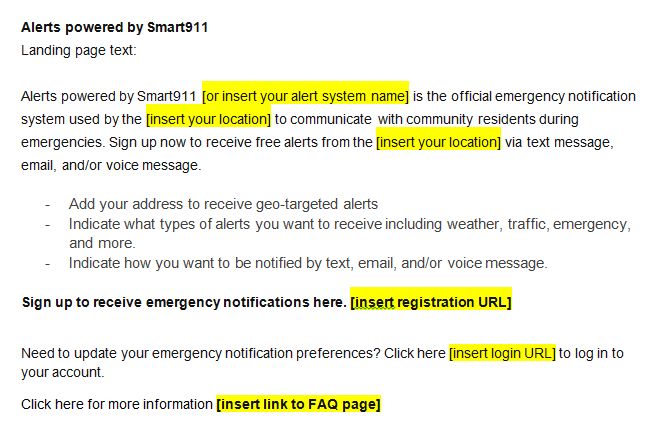 Alerts powered by Smart911
Landing page text:
Alerts powered by Smart911 [or insert your alert system name] is the official emergency notification
system used by the [insert your location] to communicate with community residents during
emergencies. Sign up now to receive free alerts from the [insert your location] via text message,
email, and/or voice message.
- Add your address to receive geo-targeted alerts
- Indicate what types of alerts you want to receive including weather, traffic, emergency,
and more.
- Indicate how you want to be notified by text, email, and/or voice message.
Sign up to receive emergency notifications here. [insert registration URL]
Need to update your emergency notification preferences? Click here [insert login URL] to log in to
your account.
Click here for more information [insert link to FAQ page]